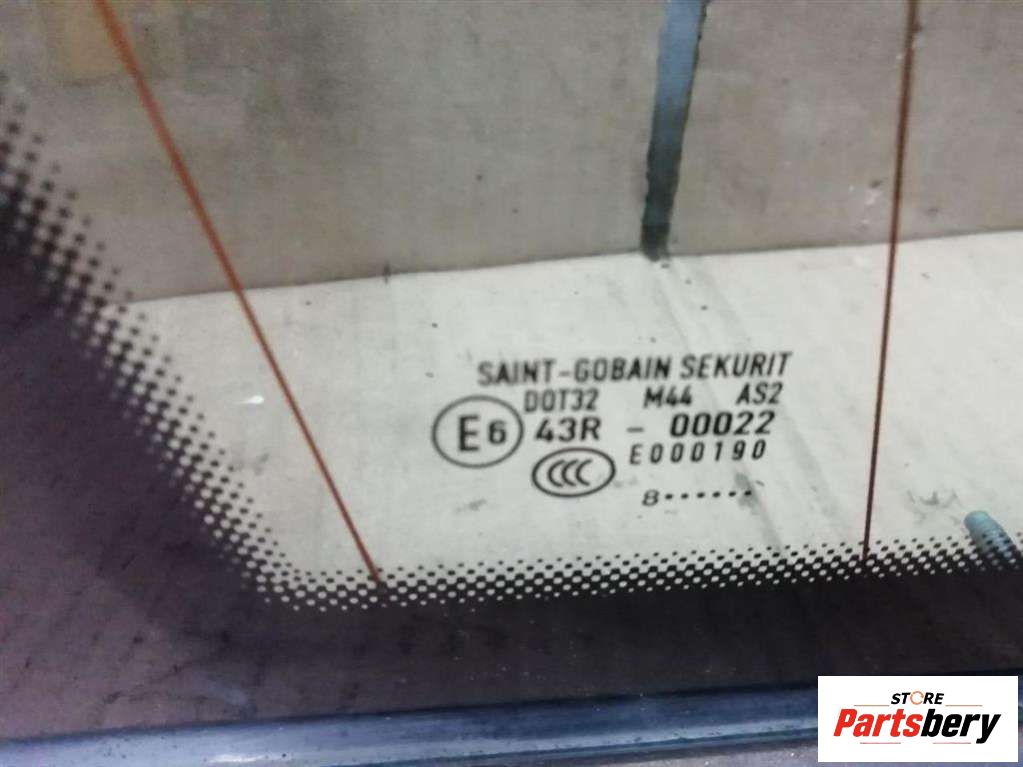 SAINT-GOBAIN SEKURIT
DOT32 M44 AS2
E6 43R - 00022
E000190
CCC
8••••••
STORE
Partsbery